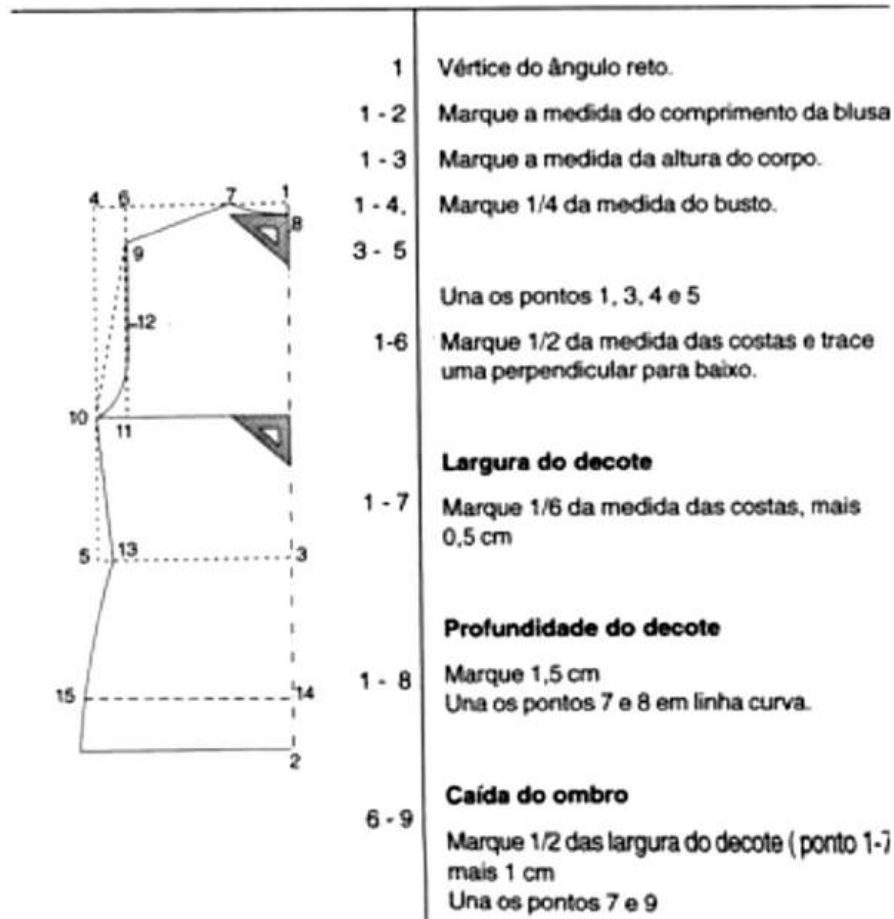 1 Vértice do ângulo reto.
1 - 2 Marque a medida do comprimento da blusa
1 - 3 Marque a medida da altura do corpo.
1 - 4, Marque 1/4 da medida do busto.
3 - 5
Una os pontos 1, 3, 4 e 5
1-6 Marque 1/2 da medida das costas e trace
uma perpendicular para baixo.
Largura do decote
1 - 7 Marque 1/6 da medida das costas, mais
0,5 cm
Profundidade do decote
1 - 8 Marque 1,5 cm
Una os pontos 7 e 8 em linha curva.
Caída do ombro
6 - 9 Marque 1/2 das largura do decote ( ponto 1-7
mais 1 cm
Una os pontos 7 e 9
4 6 7 1
8
9
12
10 11
5 13 3
15 14
2